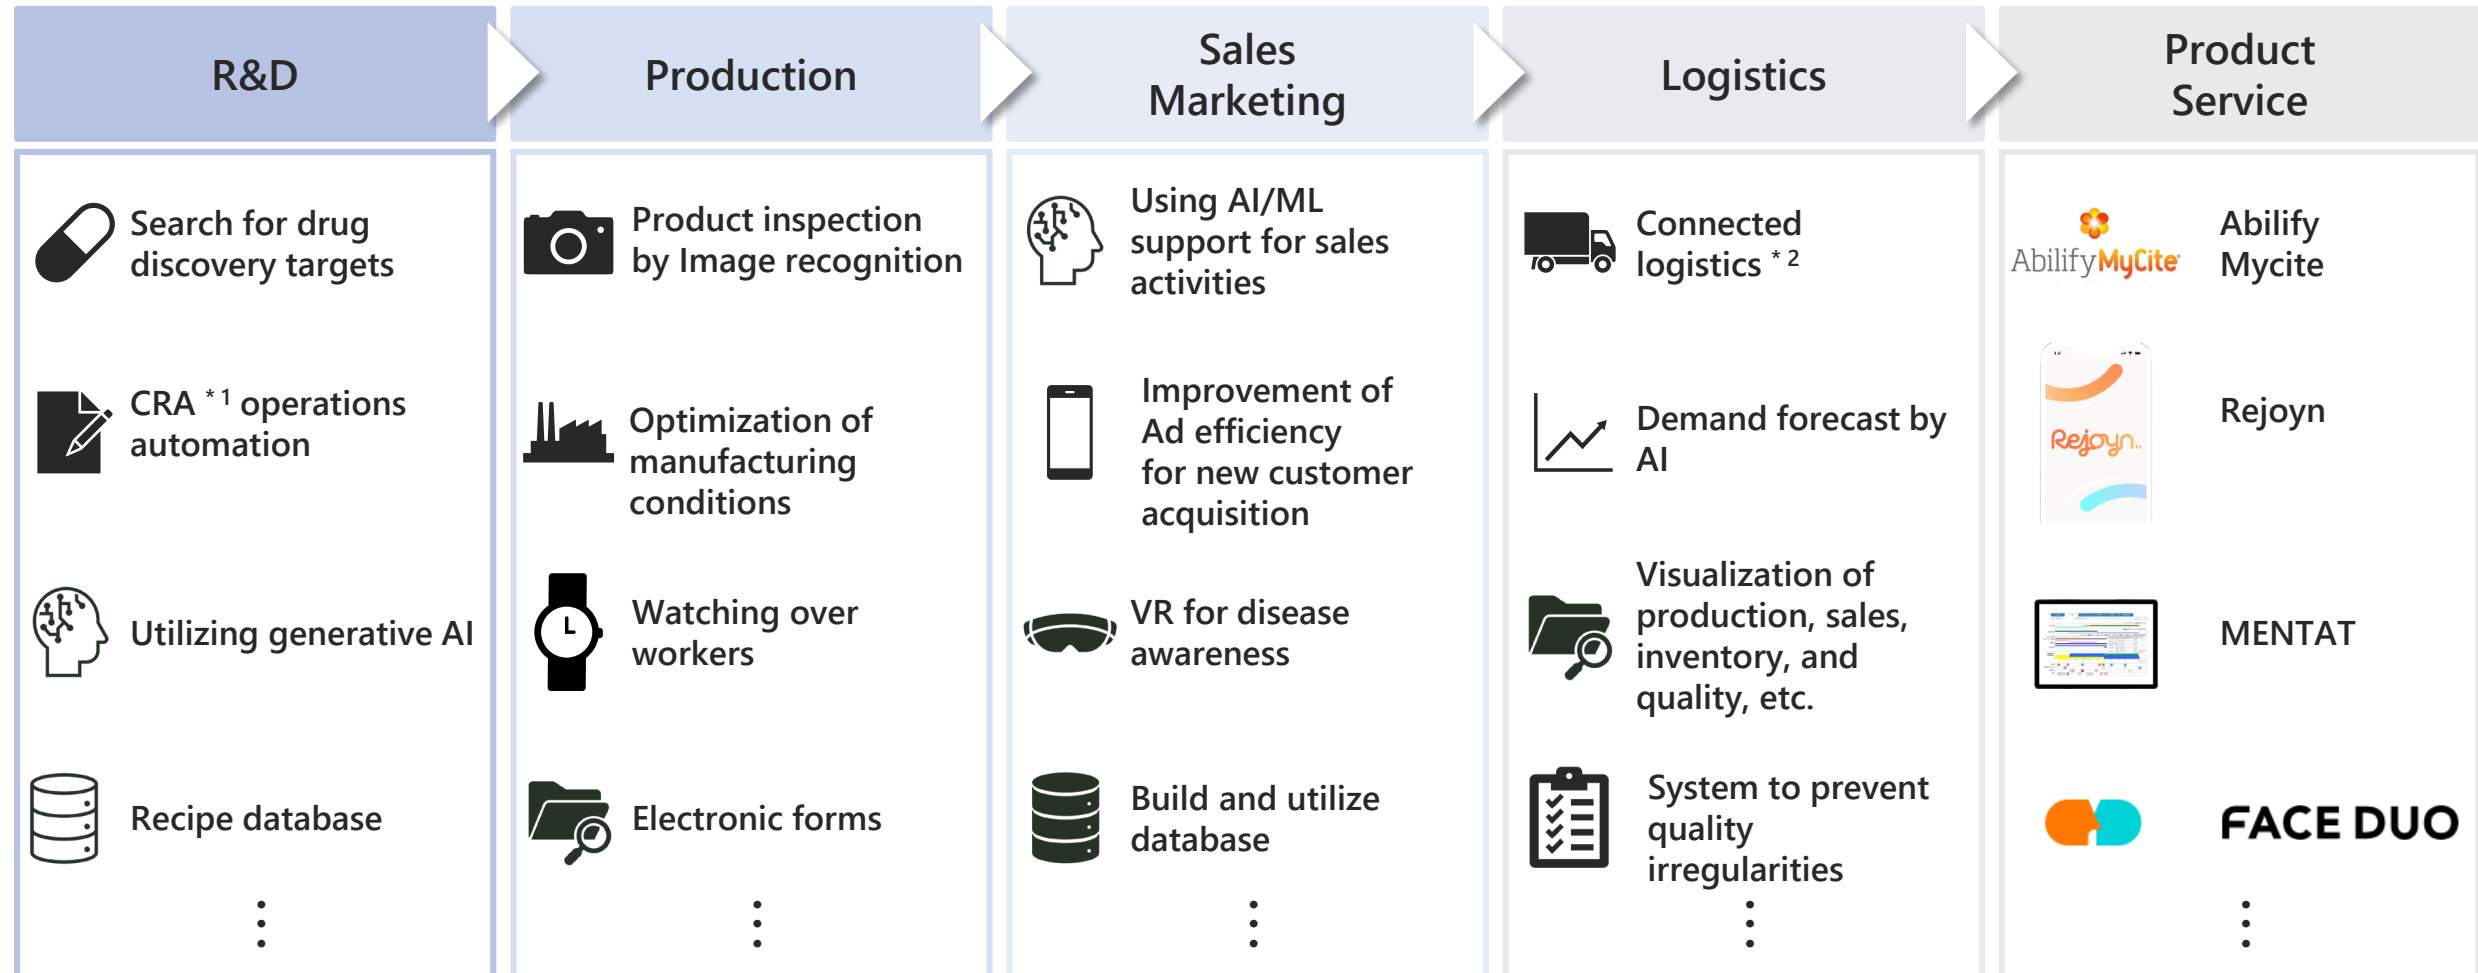 R&D
Production
Sales
Marketing
Logistics
Product
Service
Search for drug
discovery targets
CRA *1 operations
automation
Utilizing generative AI
Recipe database
Product inspection
by Image recognition
Optimization of
manufacturing
conditions
Watching over
workers
Electronic forms
Using AI/ML
support for sales
activities
Improvement of
Ad efficiency
for new customer
acquisition
VR for disease
awareness
Build and utilize
database
Connected
logistics *2
Demand forecast by
AI
Visualization of
production, sales,
inventory, and
quality, etc.
System to prevent
quality
irregularities
Abilify MyCite
Abilify
Mycite
Rejoyn
Rejoyn
MENTAT
FACE DUO